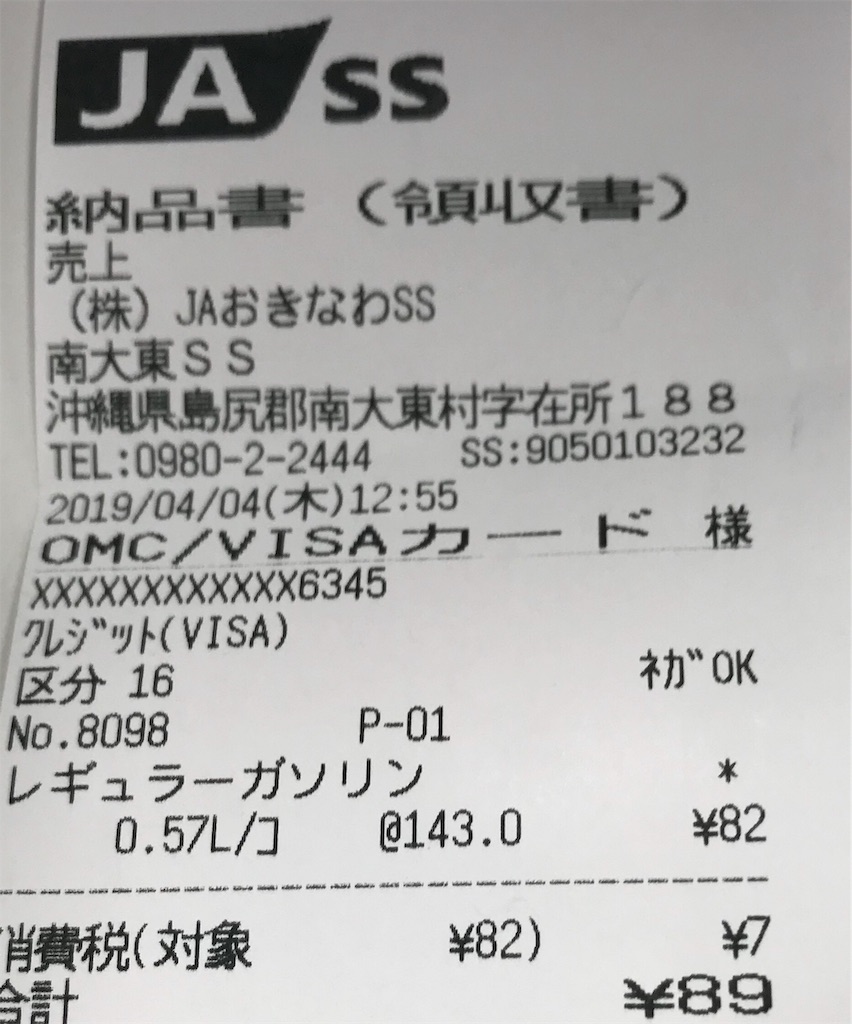 JA SS
納品書（領収書）
売上
（株）JAおきなわSS
南大東ＳＳ
沖縄県島尻郡南大東村字在所１８８
TEL:0980-2-2444 SS:9050103232
2019/04/04(木)12:55
OMC/VISAカード 様
XXXXXXXXXXXX6345
ｸﾚｼﾞｯﾄ(VISA)
区分 16 ﾈｶﾞOK
No.8098 P-01
レギュラーガソリン *
0.57L/コ @143.0 ¥82
消費税(対象 ¥82) ¥7
合計 ¥89